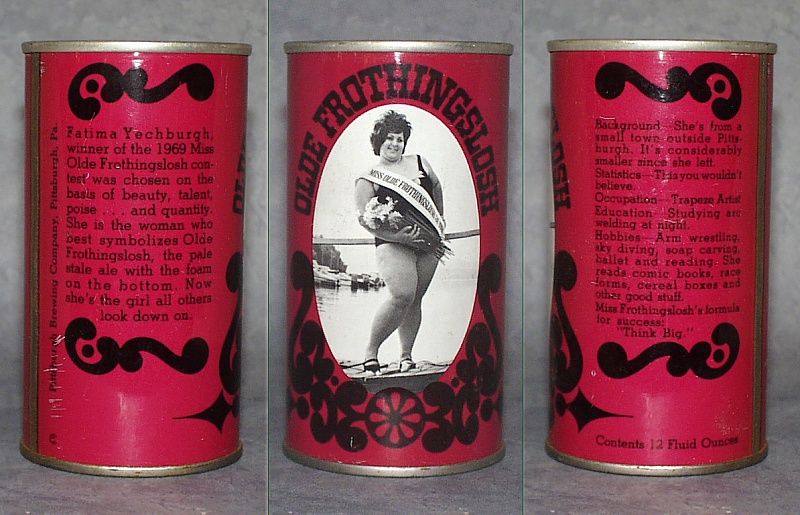 Fatima Yechburgh,
winner of the 1969 Miss
Olde Frothingslosh con-
test was chosen on the
basis of beauty, talent,
poise . . . and quantity.
She is the woman who
best symbolizes Olde
Frothingslosh, the pale
stale ale with the foam
on the bottom. Now
she's the girl all others
look down on.
© Pittsburgh Brewing Company, Pittsburgh, Pa.
OLDE FROTHINGSLOSH
MISS OLDE FROTHINGSLOSH
Background—She's from a
small town outside Pitts-
burgh. It's considerably
smaller since she left.
Statistics—This you wouldn't
believe.
Occupation—Trapeze Artist
Education—Studying arc
welding at night.
Hobbies—Arm wrestling,
sky diving, soap carving,
ballet and reading. She
reads comic books, race
forms, cereal boxes and
other good stuff.
Miss Frothingslosh's formula
for success:
"Think Big."
Contents 12 Fluid Ounces